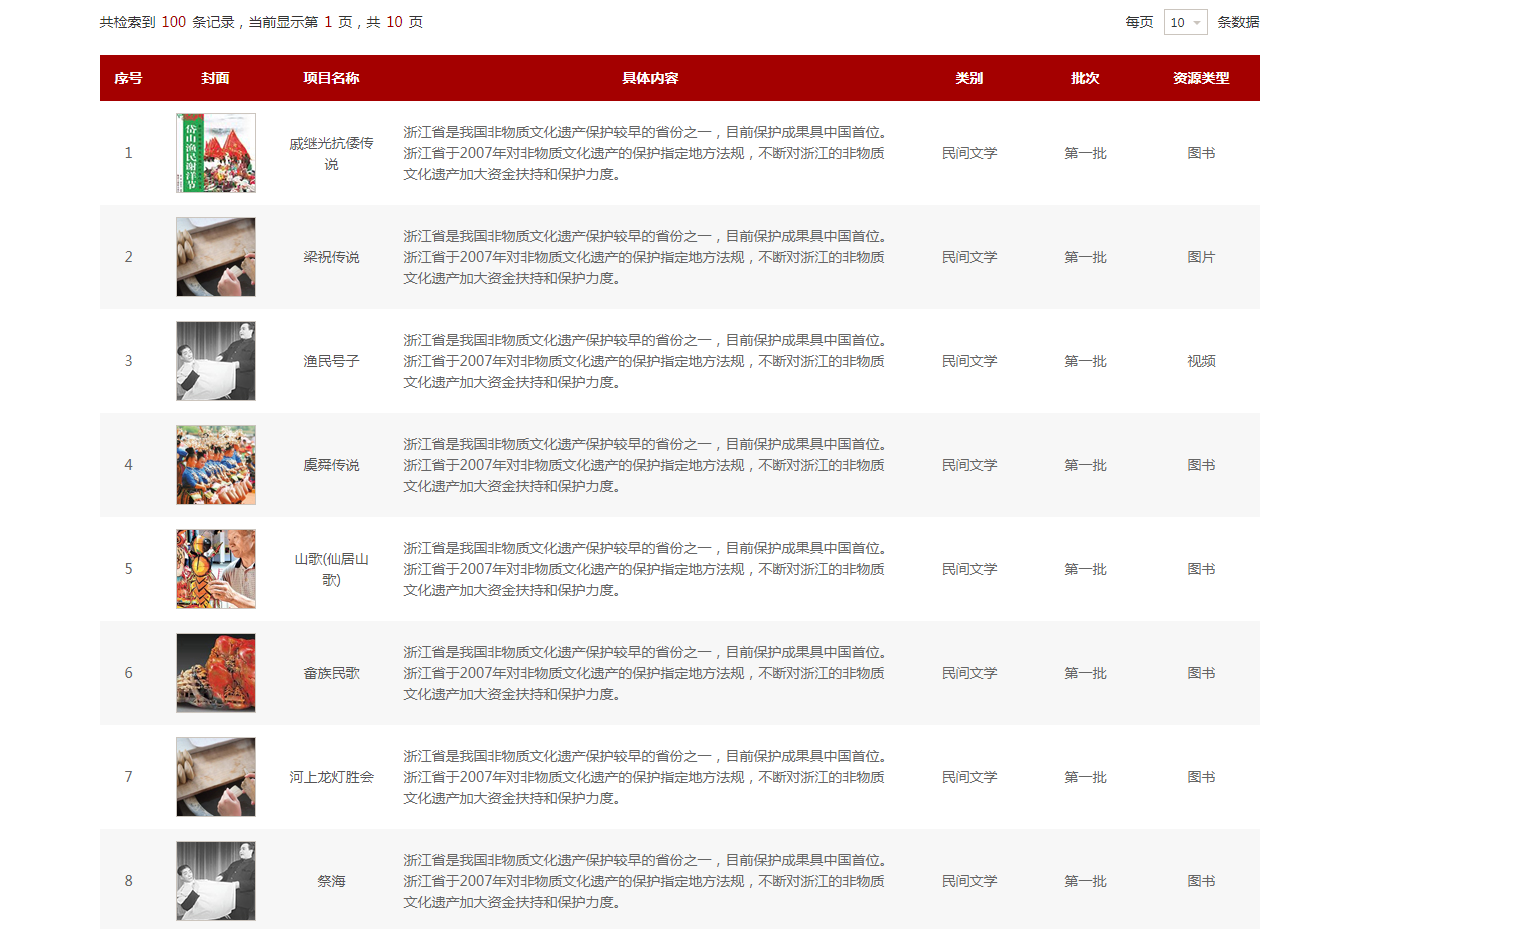 共检索到 100 条记录，当前显示第 1 页，共 10 页
每页 10 条数据
序号 封面 项目名称 具体内容 类别 批次 资源类型
岱山渔民谢洋节
1
戚继光抗倭传
说
浙江省是我国非物质文化遗产保护较早的省份之一，目前保护成果具中国首位。
浙江省于2007年对非物质文化遗产的保护指定地方法规，不断对浙江的非物质
文化遗产加大资金扶持和保护力度。
民间文学 第一批 图书
2
梁祝传说
浙江省是我国非物质文化遗产保护较早的省份之一，目前保护成果具中国首位。
浙江省于2007年对非物质文化遗产的保护指定地方法规，不断对浙江的非物质
文化遗产加大资金扶持和保护力度。
民间文学 第一批 图片
3
渔民号子
浙江省是我国非物质文化遗产保护较早的省份之一，目前保护成果具中国首位。
浙江省于2007年对非物质文化遗产的保护指定地方法规，不断对浙江的非物质
文化遗产加大资金扶持和保护力度。
民间文学 第一批 视频
4
虞舜传说
浙江省是我国非物质文化遗产保护较早的省份之一，目前保护成果具中国首位。
浙江省于2007年对非物质文化遗产的保护指定地方法规，不断对浙江的非物质
文化遗产加大资金扶持和保护力度。
民间文学 第一批 图书
5
山歌(仙居山
歌)
浙江省是我国非物质文化遗产保护较早的省份之一，目前保护成果具中国首位。
浙江省于2007年对非物质文化遗产的保护指定地方法规，不断对浙江的非物质
文化遗产加大资金扶持和保护力度。
民间文学 第一批 图书
6
畲族民歌
浙江省是我国非物质文化遗产保护较早的省份之一，目前保护成果具中国首位。
浙江省于2007年对非物质文化遗产的保护指定地方法规，不断对浙江的非物质
文化遗产加大资金扶持和保护力度。
民间文学 第一批 图书
7
河上龙灯胜会
浙江省是我国非物质文化遗产保护较早的省份之一，目前保护成果具中国首位。
浙江省于2007年对非物质文化遗产的保护指定地方法规，不断对浙江的非物质
文化遗产加大资金扶持和保护力度。
民间文学 第一批 图书
8
祭海
浙江省是我国非物质文化遗产保护较早的省份之一，目前保护成果具中国首位。
浙江省于2007年对非物质文化遗产的保护指定地方法规，不断对浙江的非物质
文化遗产加大资金扶持和保护力度。
民间文学 第一批 图书